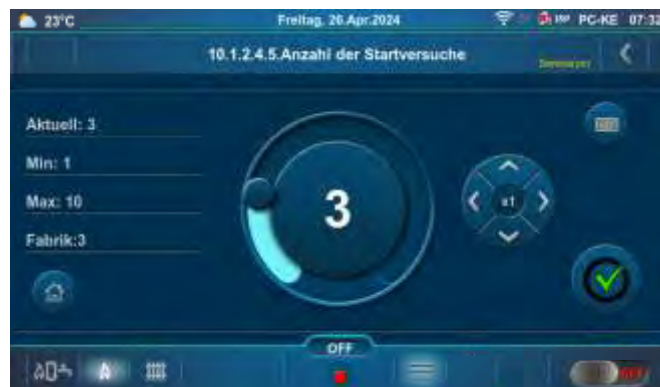 23°C Freitag, 26.Apr.2024 PC-KE 07:32
10.1.2.4.5.Anzahl der Startversuche
Aktuell: 3
Min: 1
Max: 10
Fabrik:3
3
x1
OFF
OFF